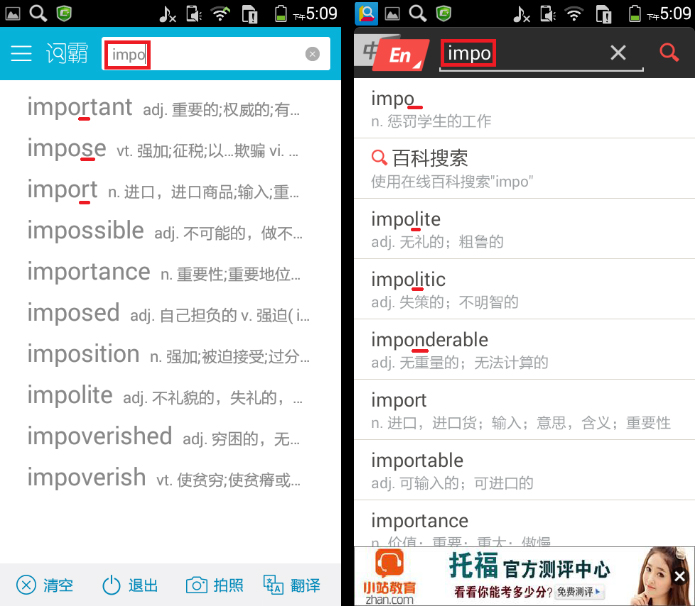 下午5:09
词霸
impo
important adj. 重要的;权威的;有...
impose vt. 强加;征税;以...欺骗 vi. ...
import n. 进口，进口商品;输入;重...
impossible adj. 不可能的，做不...
importance n. 重要性;重要地位...
imposed adj. 自己担负的 v. 强迫( i...
imposition n. 强加;被迫接受;过分...
impolite adj. 不礼貌的，失礼的，...
impoverished adj. 穷困的，无...
impoverish vt. 使贫穷;使贫瘠或...
清空
退出
拍照
翻译
下午5:09
中
En
impo
impo
n. 惩罚学生的工作
百科搜索
使用在线百科搜索"impo"
impolite
adj. 无礼的；粗鲁的
impolitic
adj. 失策的；不明智的
imponderable
adj. 无重量的；无法计算的
import
n. 进口，进口货；输入；意思，含义；重要性
importable
adj. 可输入的；可进口的
importance
n. 价值；重要；重大；傲慢
小站教育
zhan.com
托福 官方测评中心
看看你能考多少分?
免费测评